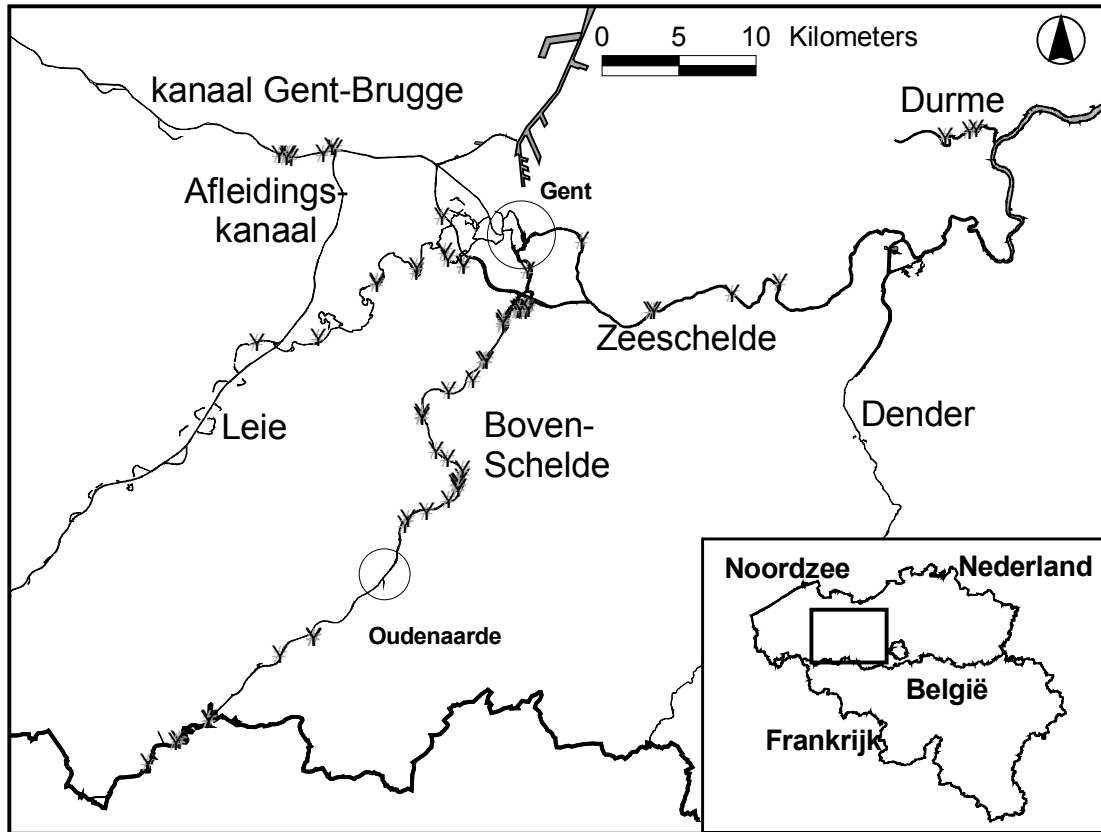 0 5 10 Kilometers
kanaal Gent-Brugge
Durme
Afleidings-
kanaal
Gent
Zeeschelde
Leie
Boven-
Schelde
Dender
Oudenaarde
Noordzee
Nederland
België
Frankrijk